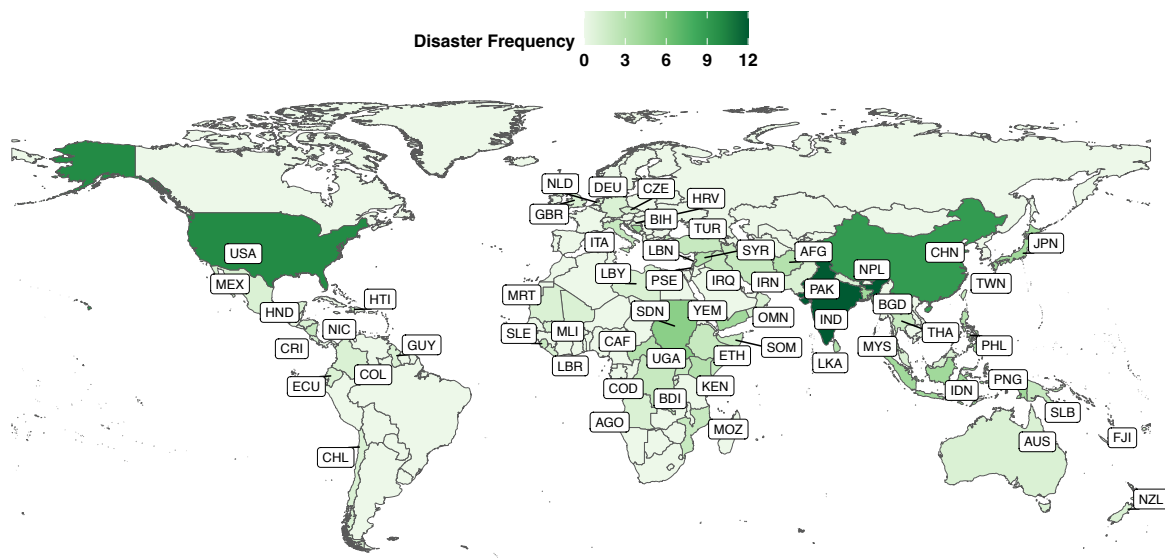 Disaster Frequency
0 3 6 9 12
NLD DEU CZE
GBR BIH HRV
ITA TUR
USA LBN SYR AFG CHN JPN
MEX LBY PSE IRQ IRN PAK NPL TWN
MRT
HND HTI SDN YEM OMN IND BGD
NIC SLE MLI CAF SOM THA
CRI GUY LBR UGA ETH LKA MYS PHL
ECU COL COD KEN IDN PNG
BDI
AGO MOZ SLB
CHL AUS FJI
NZL